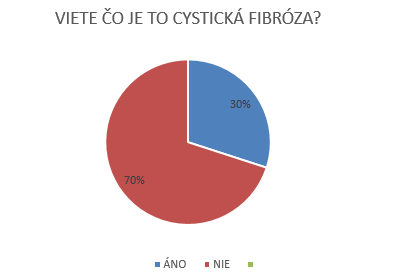 VIETE ČO JE TO CYSTICKÁ FIBRÓZA?
30%
70%
ÁNO NIE